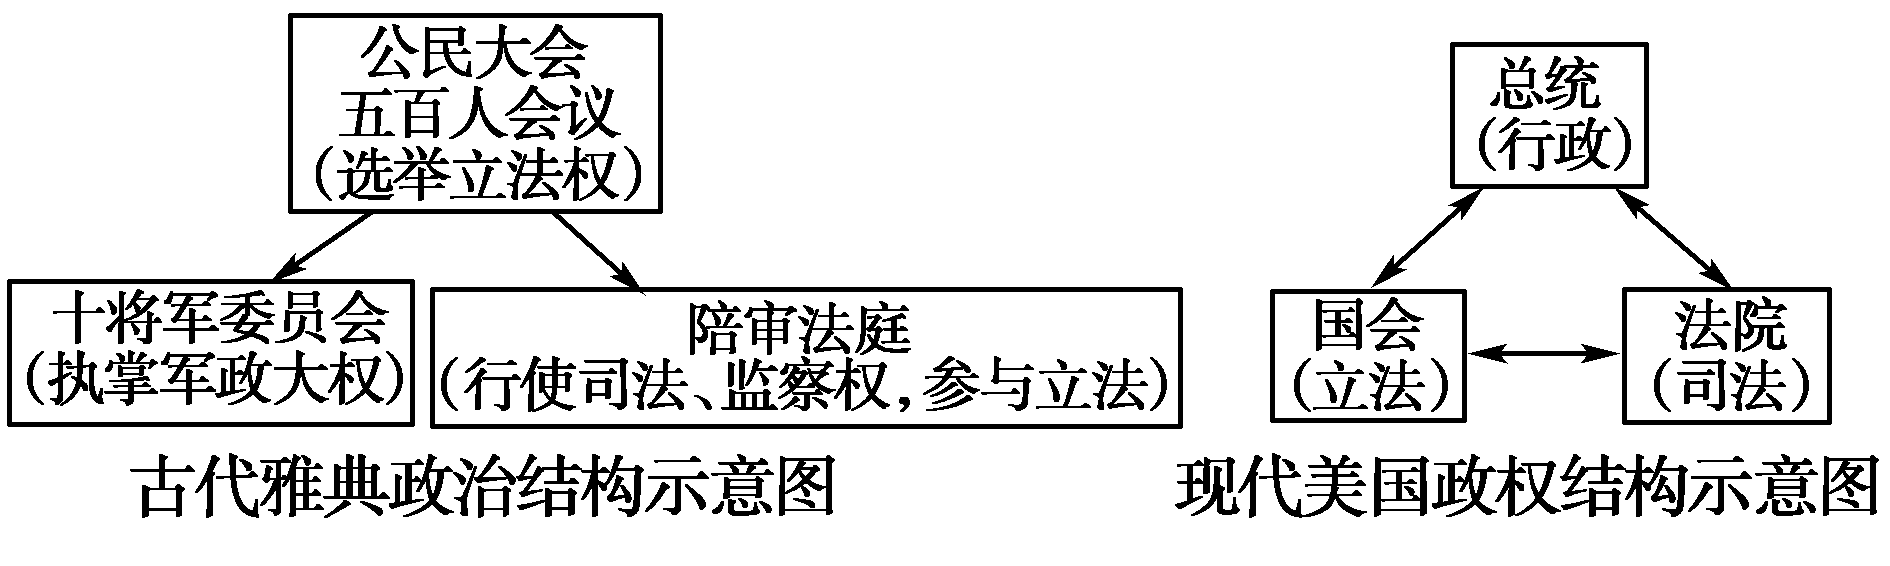 公民大会
五百人会议
(选举立法权)
十将军委员会
(执掌军政大权)
陪审法庭
(行使司法、监察权,参与立法)
古代雅典政治结构示意图
总统
(行政)
国会
(立法)
法院
(司法)
现代美国政权结构示意图